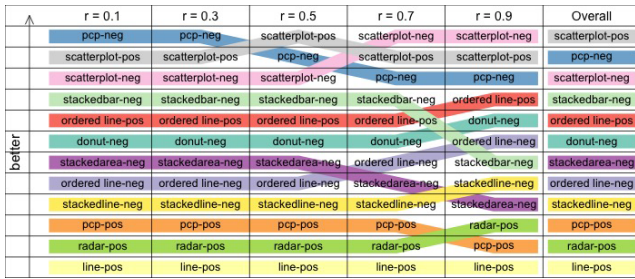 r = 0.1 r = 0.3 r = 0.5 r = 0.7 r = 0.9 Overall
pcp-neg pcp-neg scatterplot-pos scatterplot-neg scatterplot-neg scatterplot-pos
scatterplot-pos scatterplot-pos pcp-neg scatterplot-pos scatterplot-pos pcp-neg
scatterplot-neg scatterplot-neg scatterplot-neg pcp-neg pcp-neg scatterplot-neg
stackedbar-neg stackedbar-neg stackedbar-neg stackedbar-neg ordered line-pos stackedbar-neg
ordered line-pos ordered line-pos ordered line-pos ordered line-pos donut-neg ordered line-pos
donut-neg donut-neg donut-neg donut-neg ordered line-neg donut-neg
stackedarea-neg stackedarea-neg stackedarea-neg ordered line-neg stackedbar-neg stackedarea-neg
ordered line-neg ordered line-neg ordered line-neg stackedarea-neg stackedline-neg ordered line-neg
stackedline-neg stackedline-neg stackedline-neg stackedline-neg stackedarea-neg stackedline-neg
pcp-pos pcp-pos pcp-pos pcp-pos radar-pos pcp-pos
radar-pos radar-pos radar-pos radar-pos pcp-pos radar-pos
line-pos line-pos line-pos line-pos line-pos line-pos
better